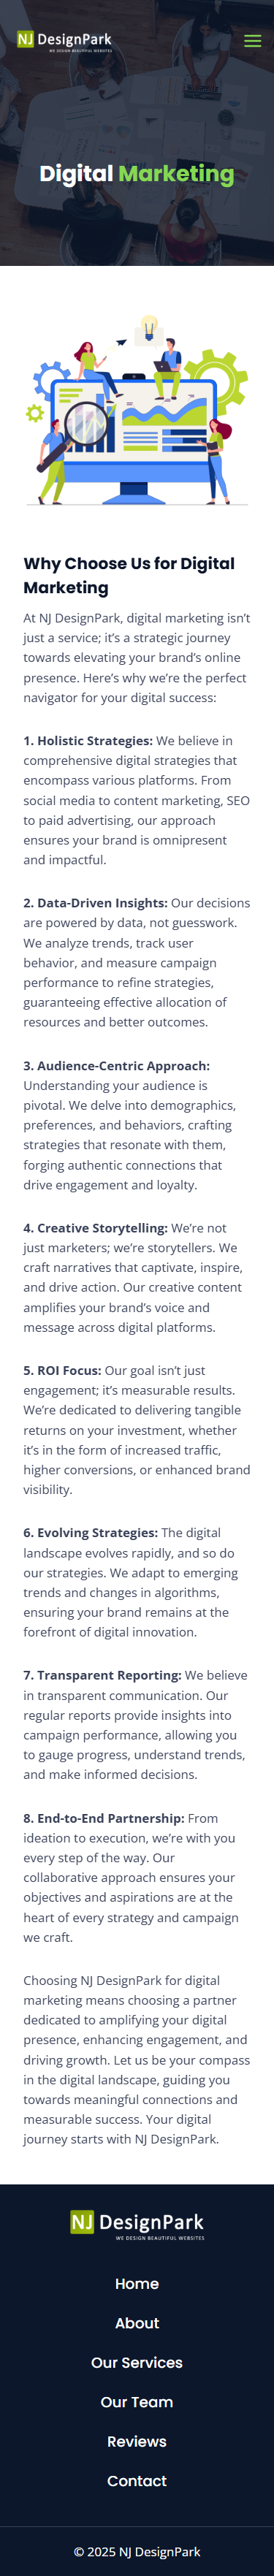 NJ DesignPark
WE DESIGN BEAUTIFUL WEBSITES
Digital Marketing
Why Choose Us for Digital
Marketing
At NJ DesignPark, digital marketing isn’t
just a service; it’s a strategic journey
towards elevating your brand’s online
presence. Here’s why we’re the perfect
navigator for your digital success:
1. Holistic Strategies: We believe in
comprehensive digital strategies that
encompass various platforms. From
social media to content marketing, SEO
to paid advertising, our approach
ensures your brand is omnipresent
and impactful.
2. Data-Driven Insights: Our decisions
are powered by data, not guesswork.
We analyze trends, track user
behavior, and measure campaign
performance to refine strategies,
guaranteeing effective allocation of
resources and better outcomes.
3. Audience-Centric Approach:
Understanding your audience is
pivotal. We delve into demographics,
preferences, and behaviors, crafting
strategies that resonate with them,
forging authentic connections that
drive engagement and loyalty.
4. Creative Storytelling: We’re not
just marketers; we’re storytellers. We
craft narratives that captivate, inspire,
and drive action. Our creative content
amplifies your brand’s voice and
message across digital platforms.
5. ROI Focus: Our goal isn’t just
engagement; it’s measurable results.
We’re dedicated to delivering tangible
returns on your investment, whether
it’s in the form of increased traffic,
higher conversions, or enhanced brand
visibility.
6. Evolving Strategies: The digital
landscape evolves rapidly, and so do
our strategies. We adapt to emerging
trends and changes in algorithms,
ensuring your brand remains at the
forefront of digital innovation.
7. Transparent Reporting: We believe
in transparent communication. Our
regular reports provide insights into
campaign performance, allowing you
to gauge progress, understand trends,
and make informed decisions.
8. End-to-End Partnership: From
ideation to execution, we’re with you
every step of the way. Our
collaborative approach ensures your
objectives and aspirations are at the
heart of every strategy and campaign
we craft.
Choosing NJ DesignPark for digital
marketing means choosing a partner
dedicated to amplifying your digital
presence, enhancing engagement, and
driving growth. Let us be your compass
in the digital landscape, guiding you
towards meaningful connections and
measurable success. Your digital
journey starts with NJ DesignPark.
NJ DesignPark
WE DESIGN BEAUTIFUL WEBSITES
Home
About
Our Services
Our Team
Reviews
Contact
© 2025 NJ DesignPark